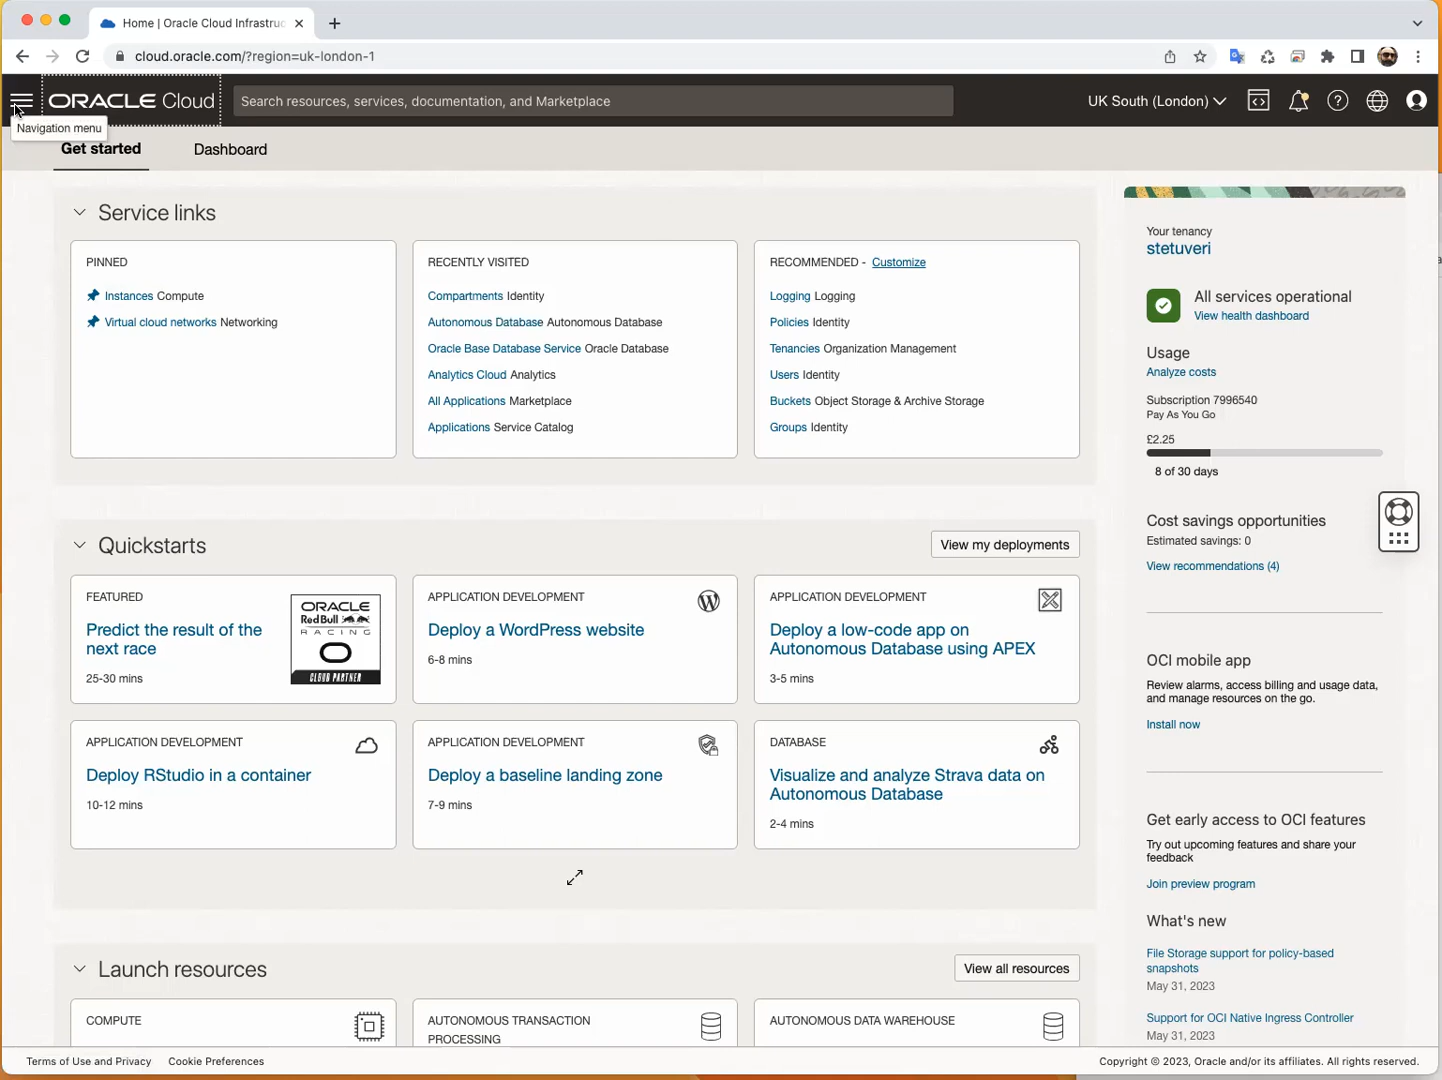 Home | Oracle Cloud Infrastruc
cloud.oracle.com/?region=uk-london-1
ORACLE Cloud
Search resources, services, documentation, and Marketplace
UK South (London)
Navigation menu
Get started
Dashboard
Service links
PINNED
Instances Compute
Virtual cloud networks Networking
RECENTLY VISITED
Compartments Identity
Autonomous Database Autonomous Database
Oracle Base Database Service Oracle Database
Analytics Cloud Analytics
All Applications Marketplace
Applications Service Catalog
RECOMMENDED - Customize
Logging Logging
Policies Identity
Tenancies Organization Management
Users Identity
Buckets Object Storage & Archive Storage
Groups Identity
Quickstarts
View my deployments
FEATURED
Predict the result of the
next race
25-30 mins
ORACLE
Red Bull
RACING
CLOUD PARTNER
APPLICATION DEVELOPMENT
Deploy a WordPress website
6-8 mins
APPLICATION DEVELOPMENT
Deploy a low-code app on
Autonomous Database using APEX
3-5 mins
APPLICATION DEVELOPMENT
Deploy RStudio in a container
10-12 mins
APPLICATION DEVELOPMENT
Deploy a baseline landing zone
7-9 mins
DATABASE
Visualize and analyze Strava data on
Autonomous Database
2-4 mins
Launch resources
View all resources
COMPUTE
AUTONOMOUS TRANSACTION
PROCESSING
AUTONOMOUS DATA WAREHOUSE
Your tenancy
stetuveri
All services operational
View health dashboard
Usage
Analyze costs
Subscription 7996540
Pay As You Go
£2.25
8 of 30 days
Cost savings opportunities
Estimated savings: 0
View recommendations (4)
OCI mobile app
Review alarms, access billing and usage data,
and manage resources on the go.
Install now
Get early access to OCI features
Try out upcoming features and share your
feedback
Join preview program
What's new
File Storage support for policy-based
snapshots
May 31, 2023
Support for OCI Native Ingress Controller
May 31, 2023
Terms of Use and Privacy
Cookie Preferences
Copyright © 2023, Oracle and/or its affiliates. All rights reserved.